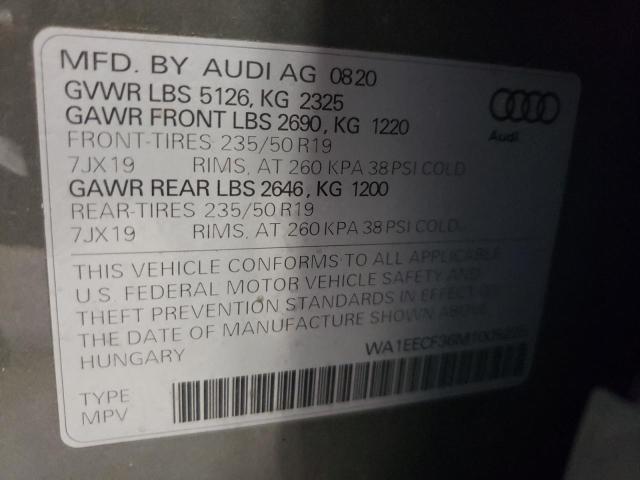 MFD. BY AUDI AG 0820
GVWR LBS 5126, KG 2325
GAWR FRONT LBS 2690, KG 1220
FRONT-TIRES 235/50 R19
7JX19 RIMS, AT 260 KPA 38 PSI COLD
GAWR REAR LBS 2646, KG 1200
REAR-TIRES 235/50 R19
7JX19 RIMS, AT 260 KPA 38 PSI COLD
Audi
THIS VEHICLE CONFORMS TO ALL APPLICABLE
U.S. FEDERAL MOTOR VEHICLE SAFETY AND
THEFT PREVENTION STANDARDS IN EFFECT ON
THE DATE OF MANUFACTURE SHOWN ABOVE.
HUNGARY
TYPE
MPV